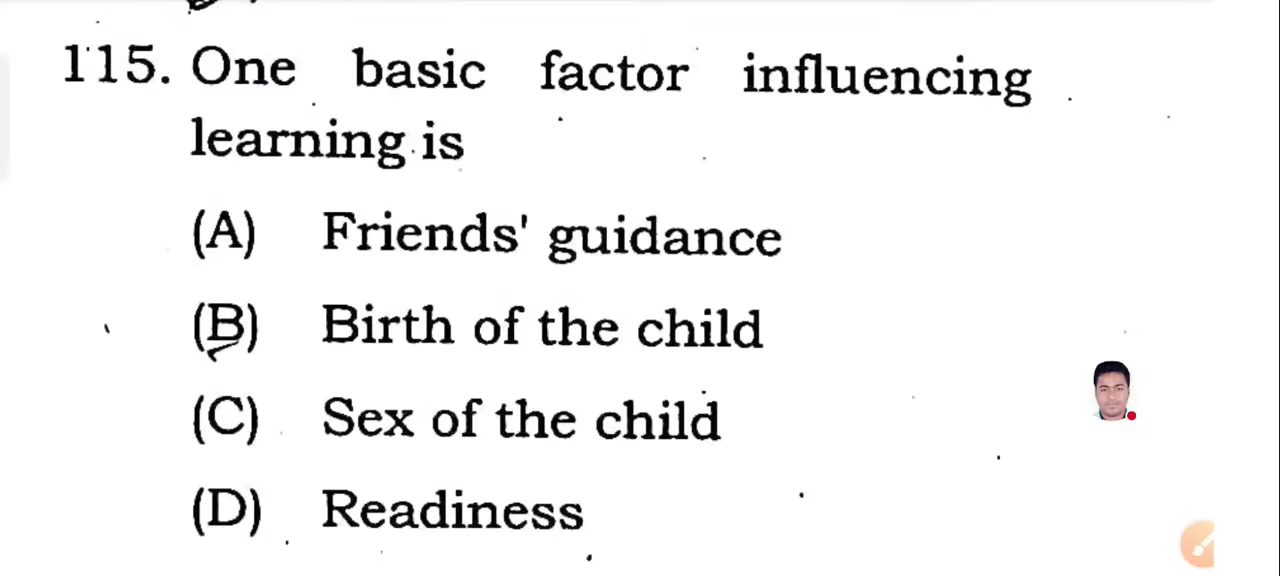 115. One basic factor influencing
learning is
(A) Friends' guidance
(B) Birth of the child
(C) Sex of the child
(D) Readiness